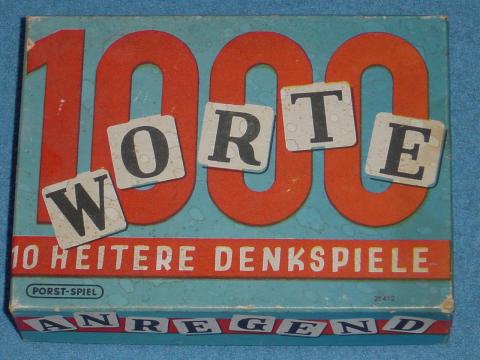 1000
WORTE
10 HEITERE DENKSPIELE
PORST-SPIEL
ANREGEND